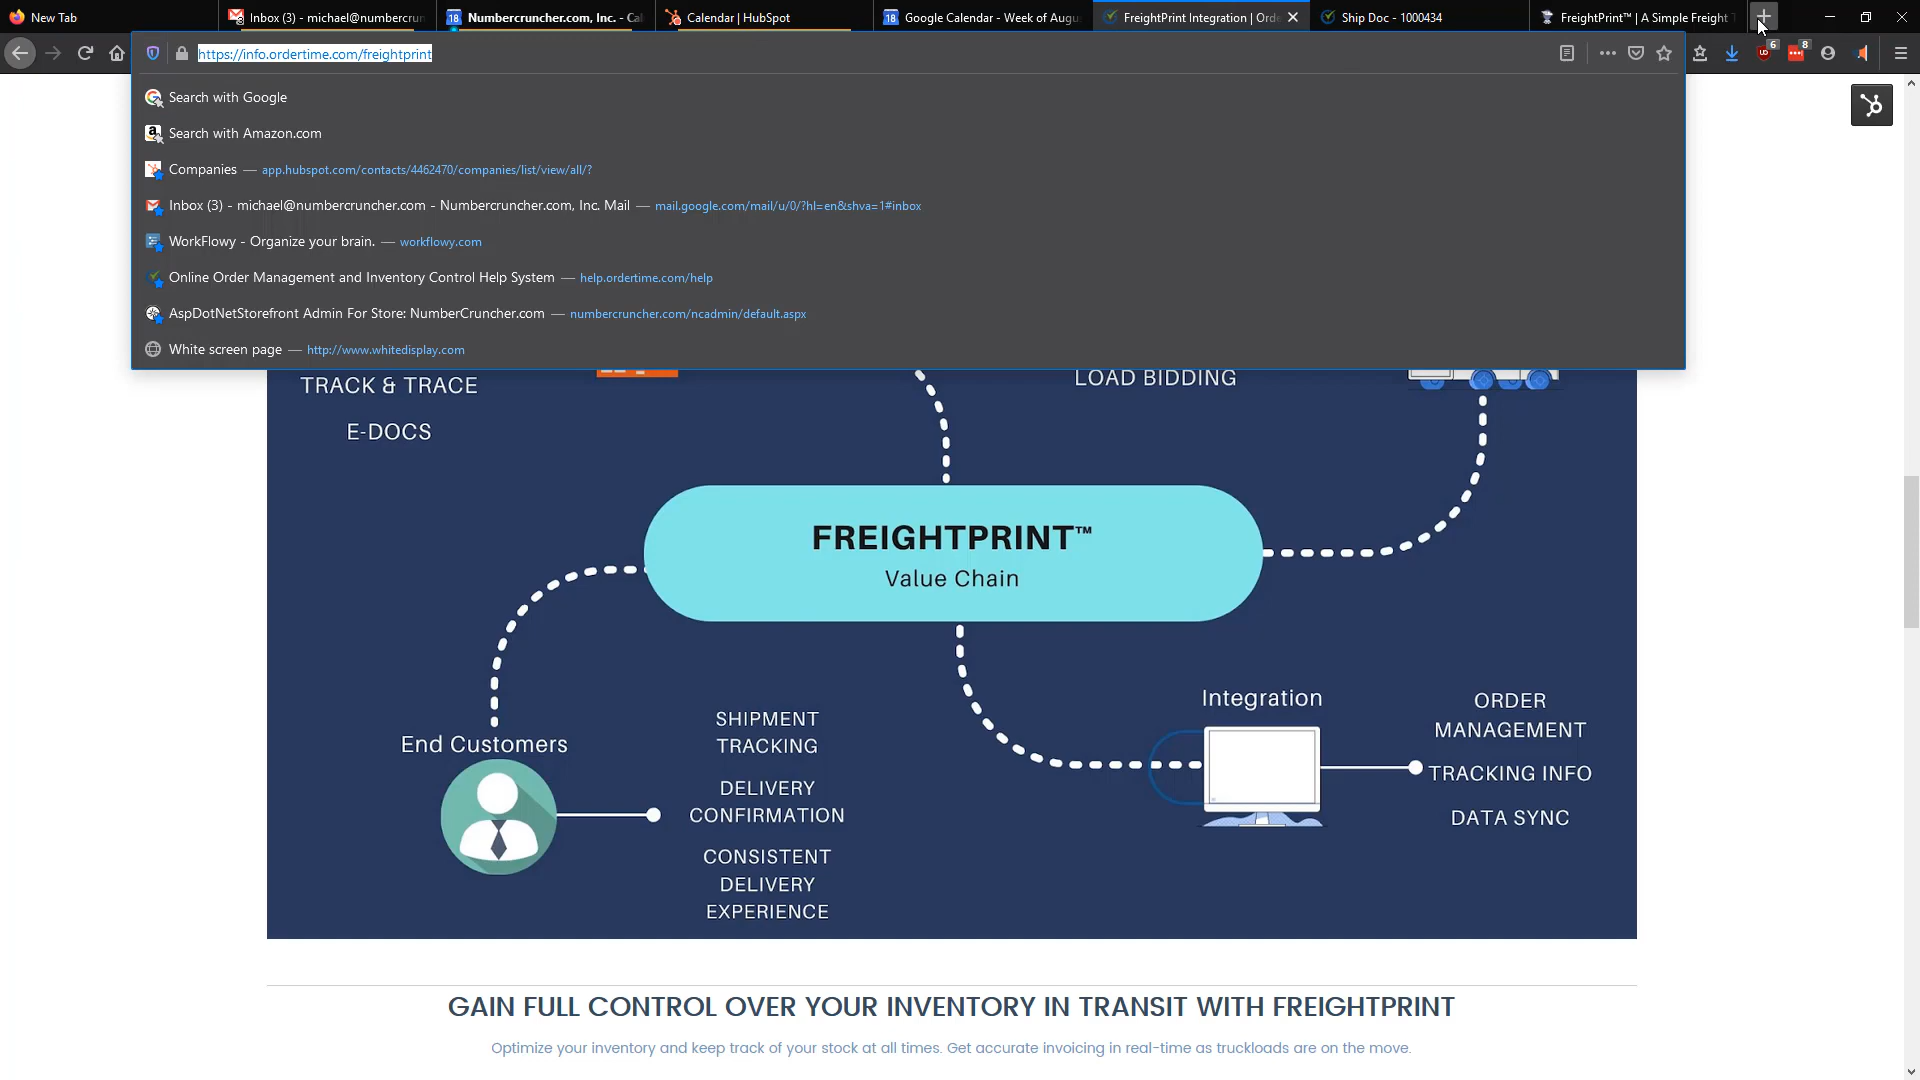 New Tab
Inbox (3) - michael@numbercrun
Numbercruncher.com, Inc. - Cal
Calendar | HubSpot
Google Calendar - Week of Augu
FreightPrint Integration | Orde
Ship Doc - 1000434
FreightPrint™ | A Simple Freight T
https://info.ordertime.com/freightprint
6
8
Search with Google
Search with Amazon.com
Companies — app.hubspot.com/contacts/4462470/companies/list/view/all/?
Inbox (3) - michael@numbercruncher.com - Numbercruncher.com, Inc. Mail — mail.google.com/mail/u/0/?hl=en&shva=1#inbox
WorkFlowy - Organize your brain. — workflowy.com
Online Order Management and Inventory Control Help System — help.ordertime.com/help
AspDotNetStorefront Admin For Store: NumberCruncher.com — numbercruncher.com/ncadmin/default.aspx
White screen page — http://www.whitedisplay.com
TRACK & TRACE
E-DOCS
LOAD BIDDING
FREIGHTPRINT™
Value Chain
End Customers
SHIPMENT
TRACKING
DELIVERY
CONFIRMATION
CONSISTENT
DELIVERY
EXPERIENCE
Integration
ORDER
MANAGEMENT
TRACKING INFO
DATA SYNC
GAIN FULL CONTROL OVER YOUR INVENTORY IN TRANSIT WITH FREIGHTPRINT
Optimize your inventory and keep track of your stock at all times. Get accurate invoicing in real-time as truckloads are on the move.